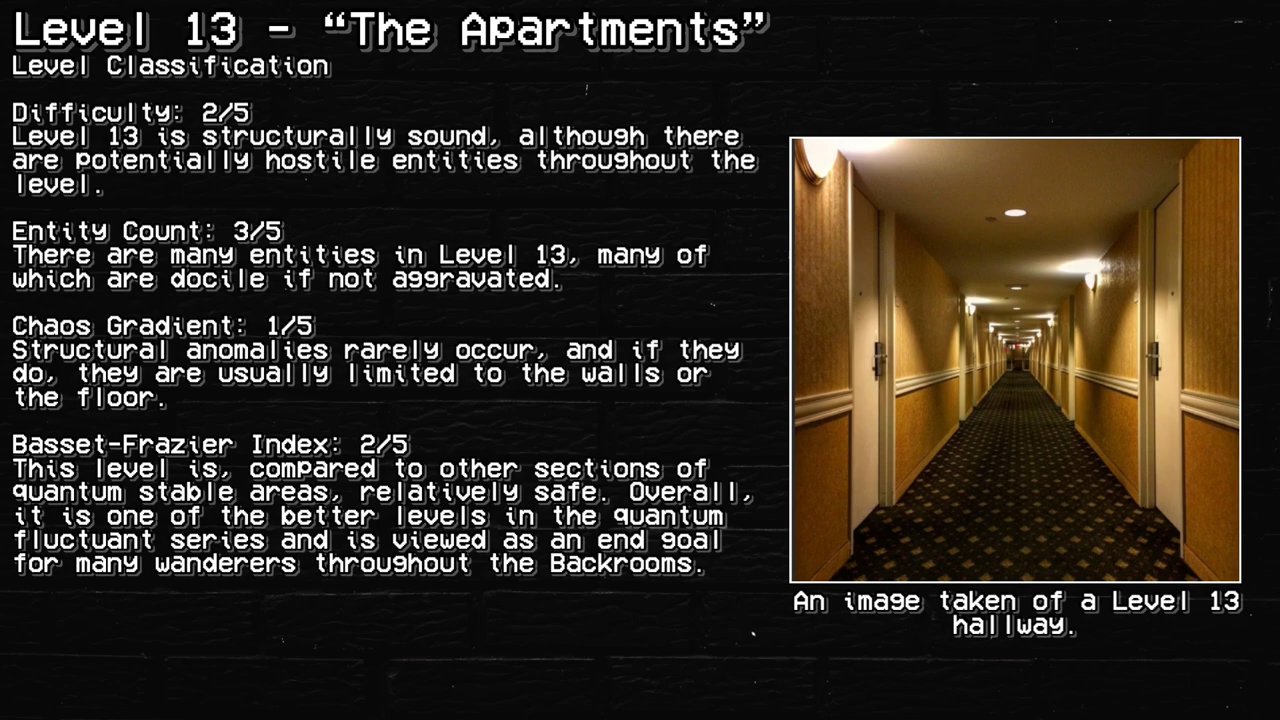 Level 13 - “The Apartments”
Level Classification
Difficulty: 2/5
Level 13 is structurally sound, although there
are potentially hostile entities throughout the
level.
Entity Count: 3/5
There are many entities in Level 13, many of
which are docile if not aggravated.
Chaos Gradient: 1/5
Structural anomalies rarely occur, and if they
do, they are usually limited to the walls or
the floor.
Basset-Frazier Index: 2/5
This level is, compared to other sections of
quantum stable areas, relatively safe. Overall,
it is one of the better levels in the quantum
fluctuant series and is viewed as an end goal
for many wanderers throughout the Backrooms.
An image taken of a Level 13
hallway.